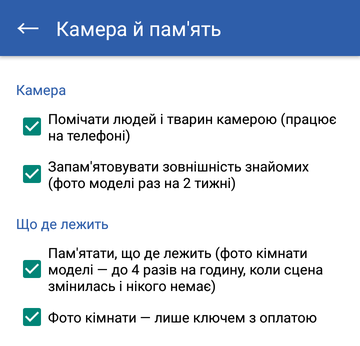 Камера й пам'ять
Камера
Помічати людей і тварин камерою (працює
на телефоні)
Запам'ятовувати зовнішність знайомих
(фото моделі раз на 2 тижні)
Що де лежить
Пам'ятати, що де лежить (фото кімнати
моделі — до 4 разів на годину, коли сцена
змінилась і нікого немає)
Фото кімнати — лише ключем з оплатою